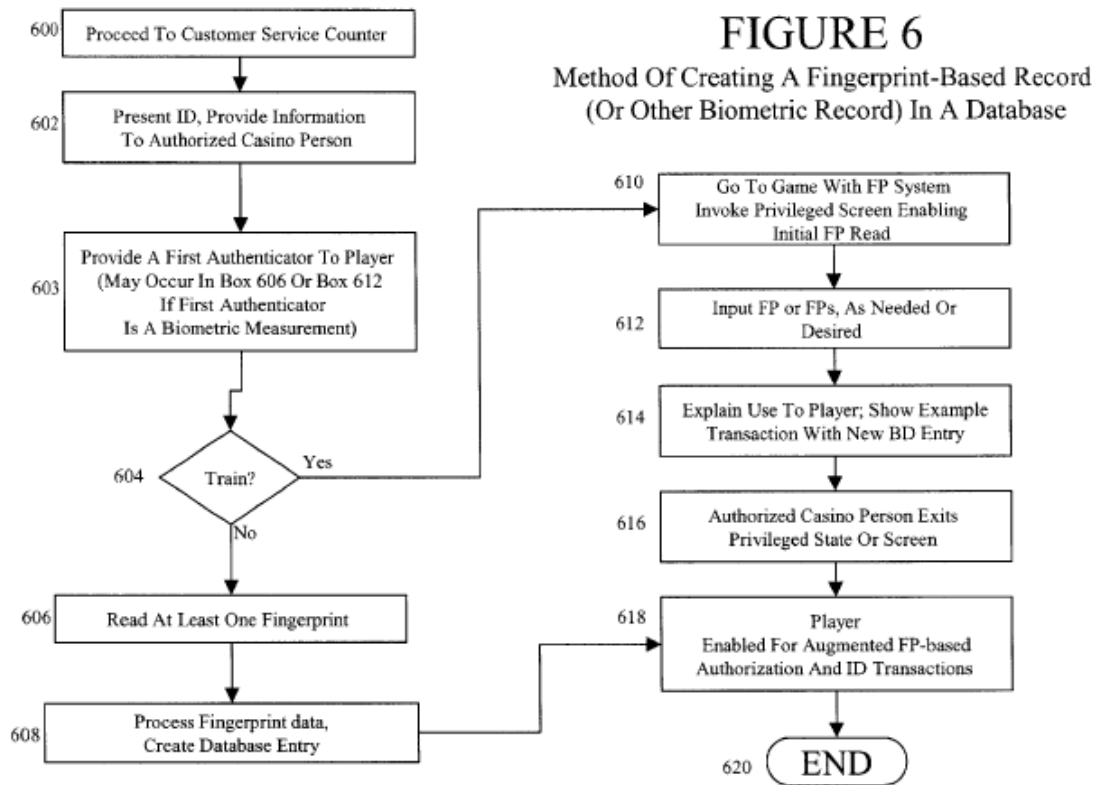 FIGURE 6
Method Of Creating A Fingerprint-Based Record
(Or Other Biometric Record) In A Database
600
Proceed To Customer Service Counter
602
Present ID, Provide Information
To Authorized Casino Person
603
Provide A First Authenticator To Player
(May Occur In Box 606 Or Box 612
If First Authenticator
Is A Biometric Measurement)
604
Train?
Yes
No
606
Read At Least One Fingerprint
608
Process Fingerprint data,
Create Database Entry
610
Go To Game With FP System
Invoke Privileged Screen Enabling
Initial FP Read
612
Input FP or FPs, As Needed Or
Desired
614
Explain Use To Player; Show Example
Transaction With New BD Entry
616
Authorized Casino Person Exits
Privileged State Or Screen
618
Player
Enabled For Augmented FP-based
Authorization And ID Transactions
620
END